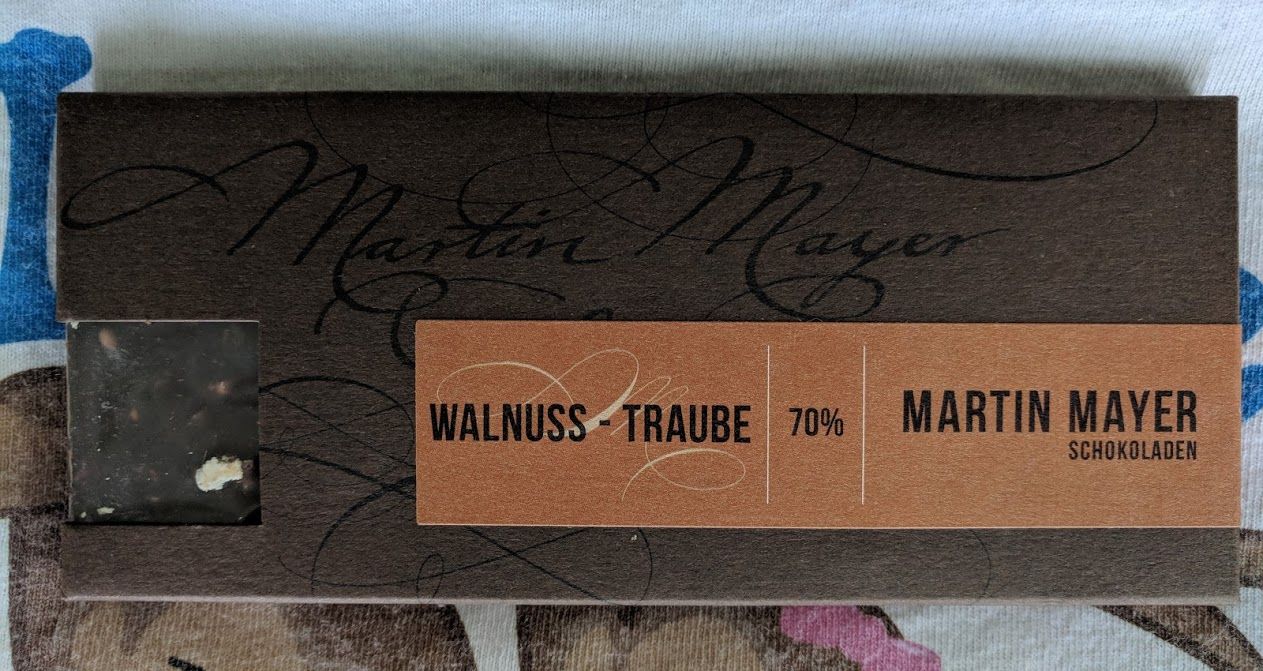 Martin Mayer
WALNUSS - TRAUBE
70%
MARTIN MAYER
SCHOKOLADEN